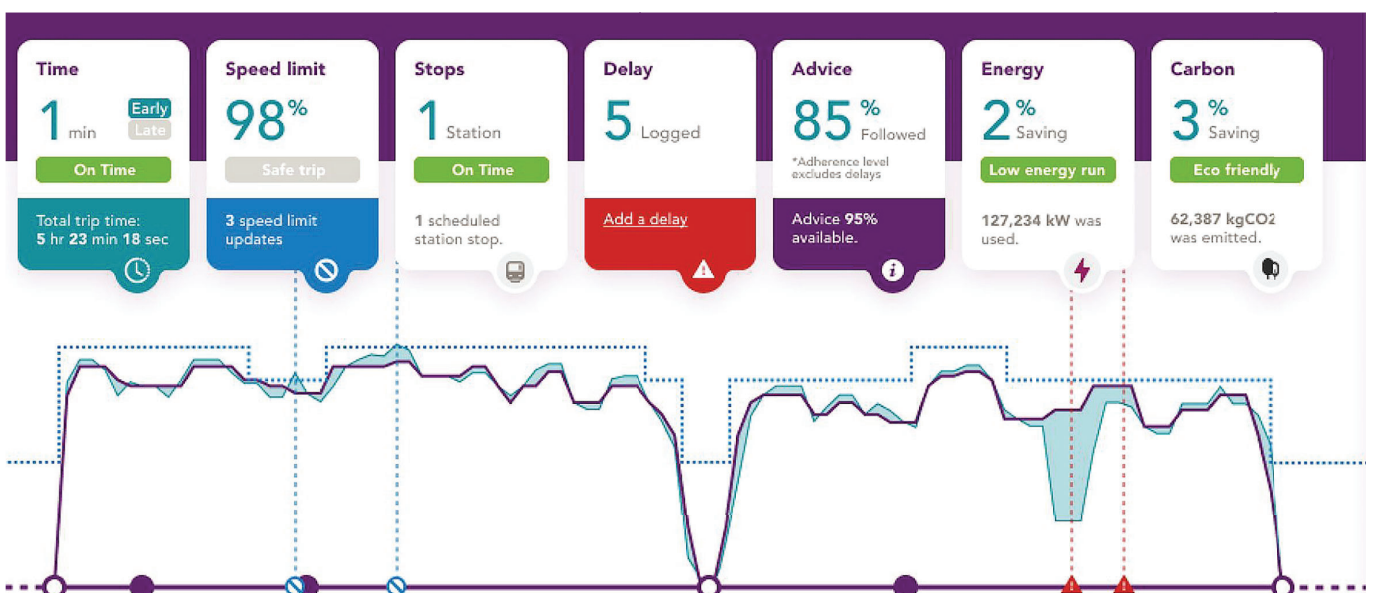 Time
1 min
Early
Late
On Time
Total trip time:
5 hr 23 min 18 sec
Speed limit
98%
Safe trip
3 speed limit
updates
Stops
1 Station
On Time
1 scheduled
station stop.
Delay
5 Logged
Add a delay
Advice
85% Followed
*Adherence level
excludes delays
Advice 95%
available.
Energy
2% Saving
Low energy run
127,234 kW was
used.
Carbon
3% Saving
Eco friendly
62,387 kgCO2
was emitted.